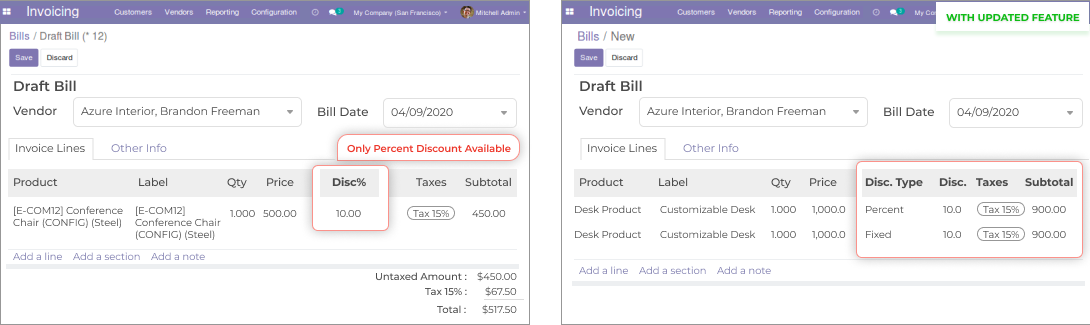 Invoicing Customers Vendors Reporting Configuration 3 My Company (San Francisco) Mitchell Admin
Bills / Draft Bill (* 12)
Save Discard
Draft Bill
Vendor Azure Interior, Brandon Freeman Bill Date 04/09/2020
Invoice Lines Other Info Only Percent Discount Available
Product Label Qty Price Disc% Taxes Subtotal
[E-COM12] Conference [E-COM12] 1.000 500.00 10.00 Tax 15% 450.00
Chair (CONFIG) (Steel) Conference Chair
(CONFIG) (Steel)
Add a line Add a section Add a note
Untaxed Amount : $450.00
Tax 15% : $67.50
Total : $517.50
Invoicing Customers Vendors Reporting Configuration 3 My Co
WITH UPDATED FEATURE
Bills / New
Save Discard
Draft Bill
Vendor Azure Interior, Brandon Freeman Bill Date 04/09/2020
Invoice Lines Other Info
Product Label Qty Price Disc. Type Disc. Taxes Subtotal
Desk Product Customizable Desk 1.000 1,000.0 Percent 10.0 Tax 15% 900.00
Desk Product Customizable Desk 1.000 1,000.0 Fixed 10.0 Tax 15% 900.00
Add a line Add a section Add a note